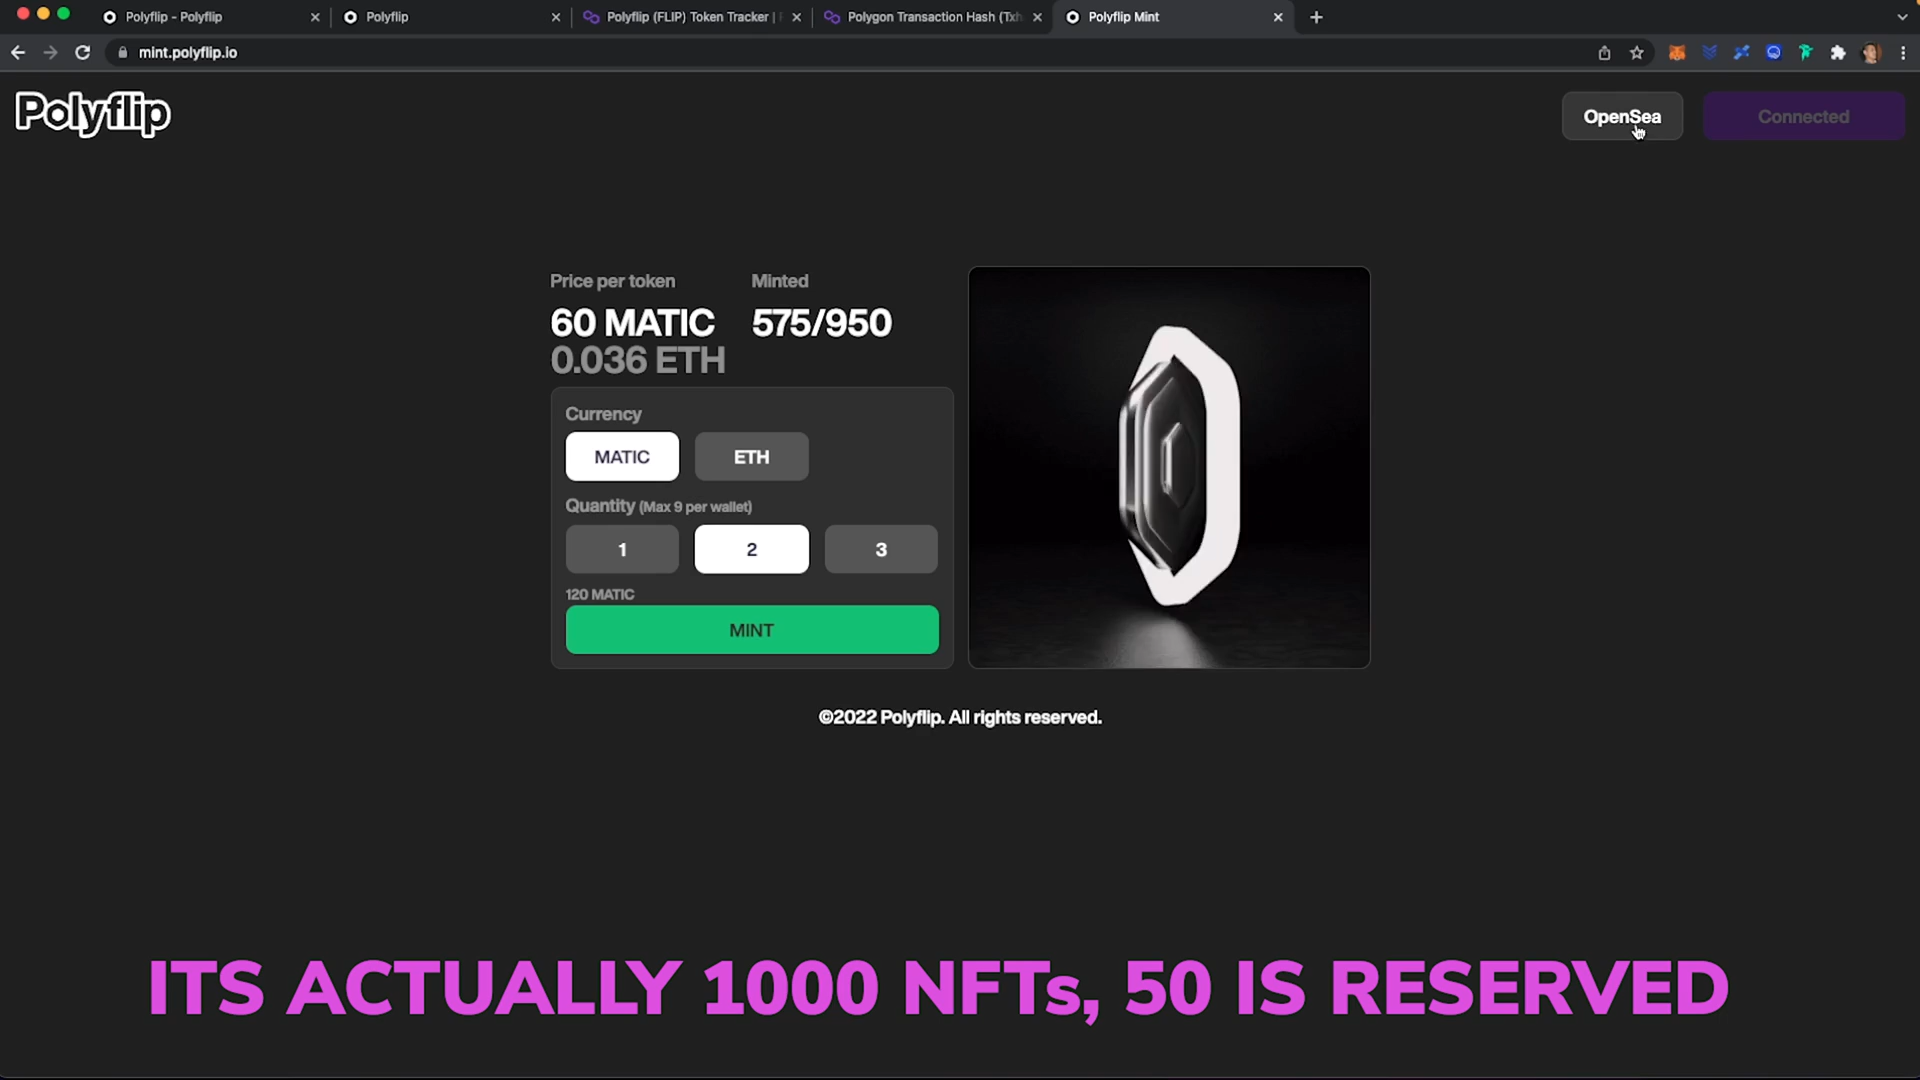 Polyflip - Polyflip
Polyflip
Polyflip (FLIP) Token Tracker |
Polygon Transaction Hash (Txh
Polyflip Mint
mint.polyflip.io
Polyflip
OpenSea
Connected
Price per token
Minted
60 MATIC
575/950
0.036 ETH
Currency
MATIC
ETH
Quantity (Max 9 per wallet)
1
2
3
120 MATIC
MINT
©2022 Polyflip. All rights reserved.
ITS ACTUALLY 1000 NFTs, 50 IS RESERVED